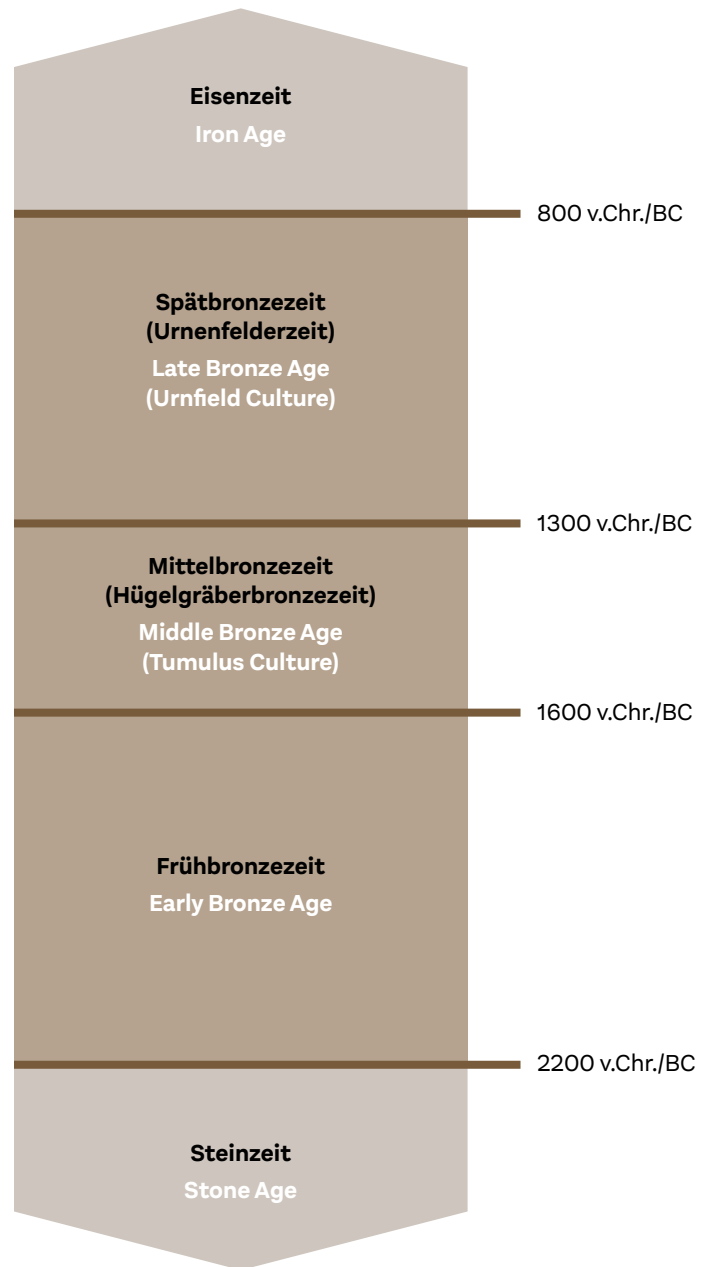 Eisenzeit
Iron Age
800 v.Chr./BC
Spätbronzezeit
(Urnenfelderzeit)
Late Bronze Age
(Urnfield Culture)
1300 v.Chr./BC
Mittelbronzezeit
(Hügelgräberbronzezeit)
Middle Bronze Age
(Tumulus Culture)
1600 v.Chr./BC
Frühbronzezeit
Early Bronze Age
2200 v.Chr./BC
Steinzeit
Stone Age